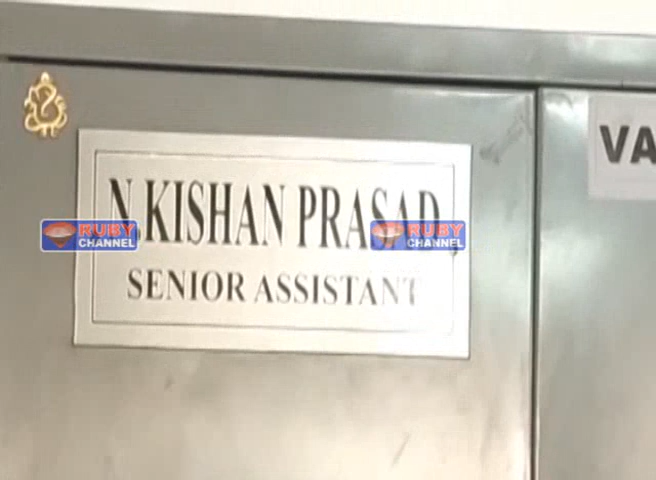 N.KISHAN PRASAD,
SENIOR ASSISTANT
VA
RUBY
CHANNEL
RUBY
CHANNEL